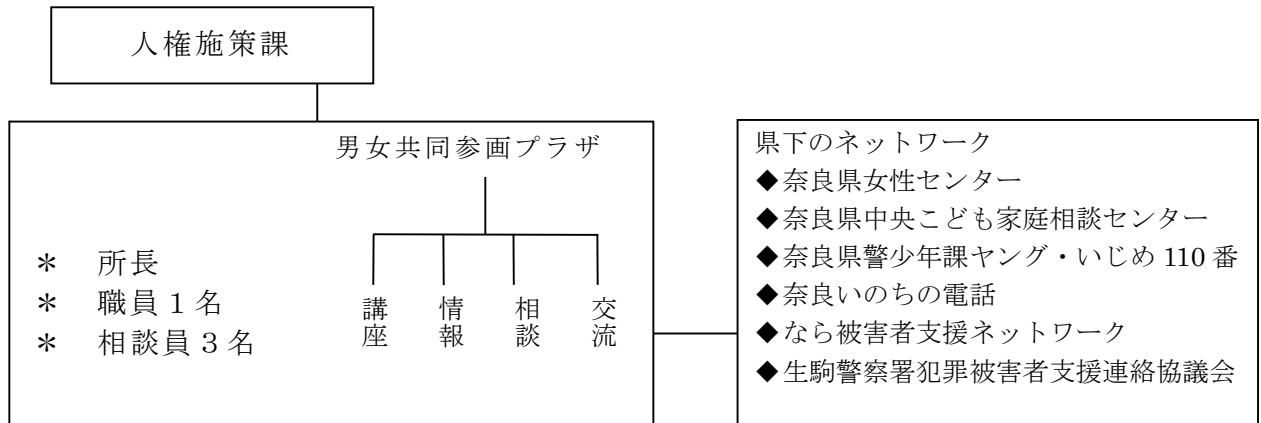 人権施策課
男女共同参画プラザ
＊ 所長
＊ 職員１名
＊ 相談員３名
講座
情報
相談
交流
県下のネットワーク
◆奈良県女性センター
◆奈良県中央こども家庭相談センター
◆奈良県警少年課ヤング・いじめ 110 番
◆奈良いのちの電話
◆なら被害者支援ネットワーク
◆生駒警察署犯罪被害者支援連絡協議会